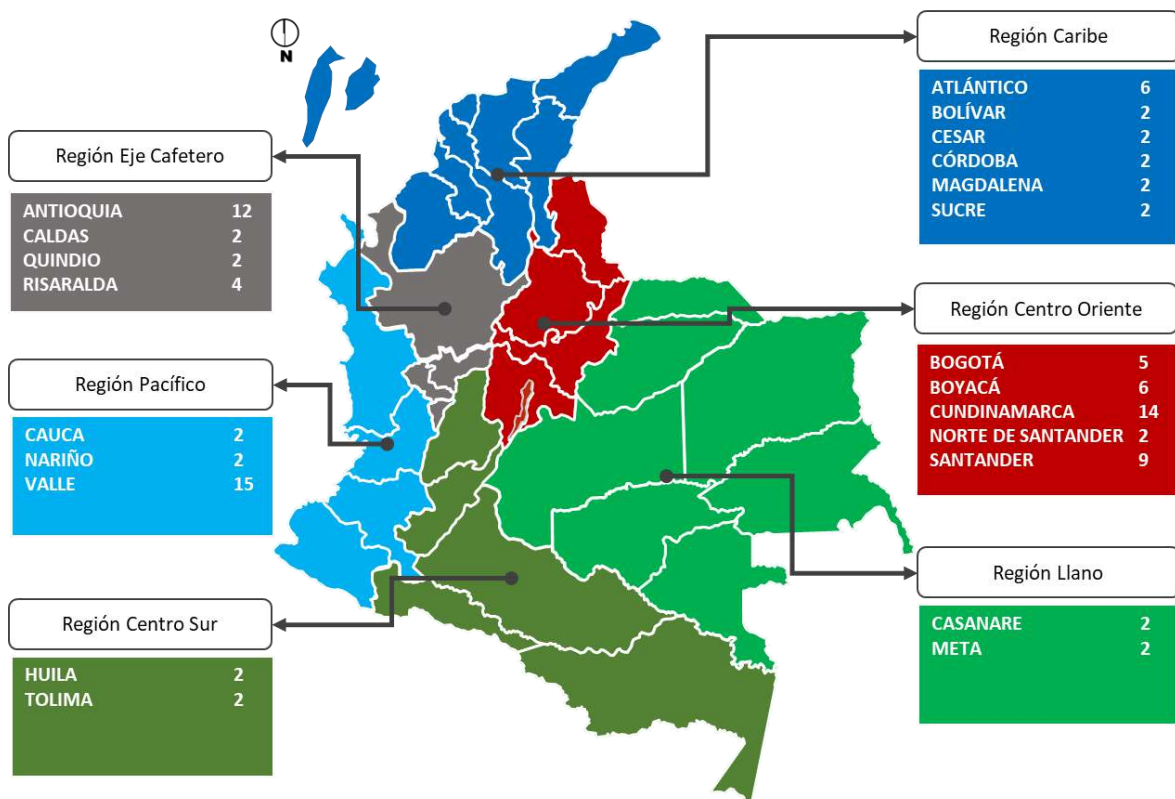 N
Región Caribe
ATLÁNTICO 6
BOLÍVAR 2
CESAR 2
CÓRDOBA 2
MAGDALENA 2
SUCRE 2
Región Eje Cafetero
ANTIOQUIA 12
CALDAS 2
QUINDIO 2
RISARALDA 4
Región Centro Oriente
BOGOTÁ 5
BOYACÁ 6
CUNDINAMARCA 14
NORTE DE SANTANDER 2
SANTANDER 9
Región Pacífico
CAUCA 2
NARIÑO 2
VALLE 15
Región Llano
CASANARE 2
META 2
Región Centro Sur
HUILA 2
TOLIMA 2